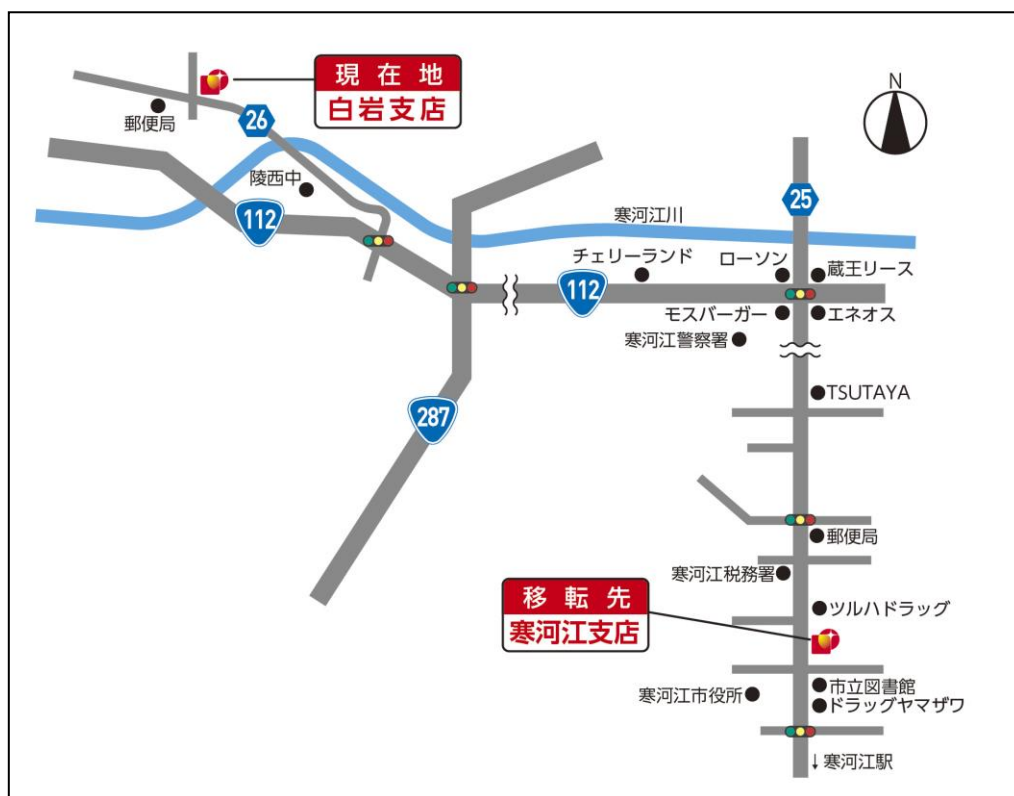 現在地
白岩支店
郵便局
26
陵西中
112
N
25
寒河江川
チェリーランド
ローソン
蔵王リース
112
モスバーガー
エネオス
寒河江警察署
TSUTAYA
287
郵便局
寒河江税務署
移転先
寒河江支店
ツルハドラッグ
寒河江市役所
市立図書館
ドラッグヤマザワ
↓寒河江駅